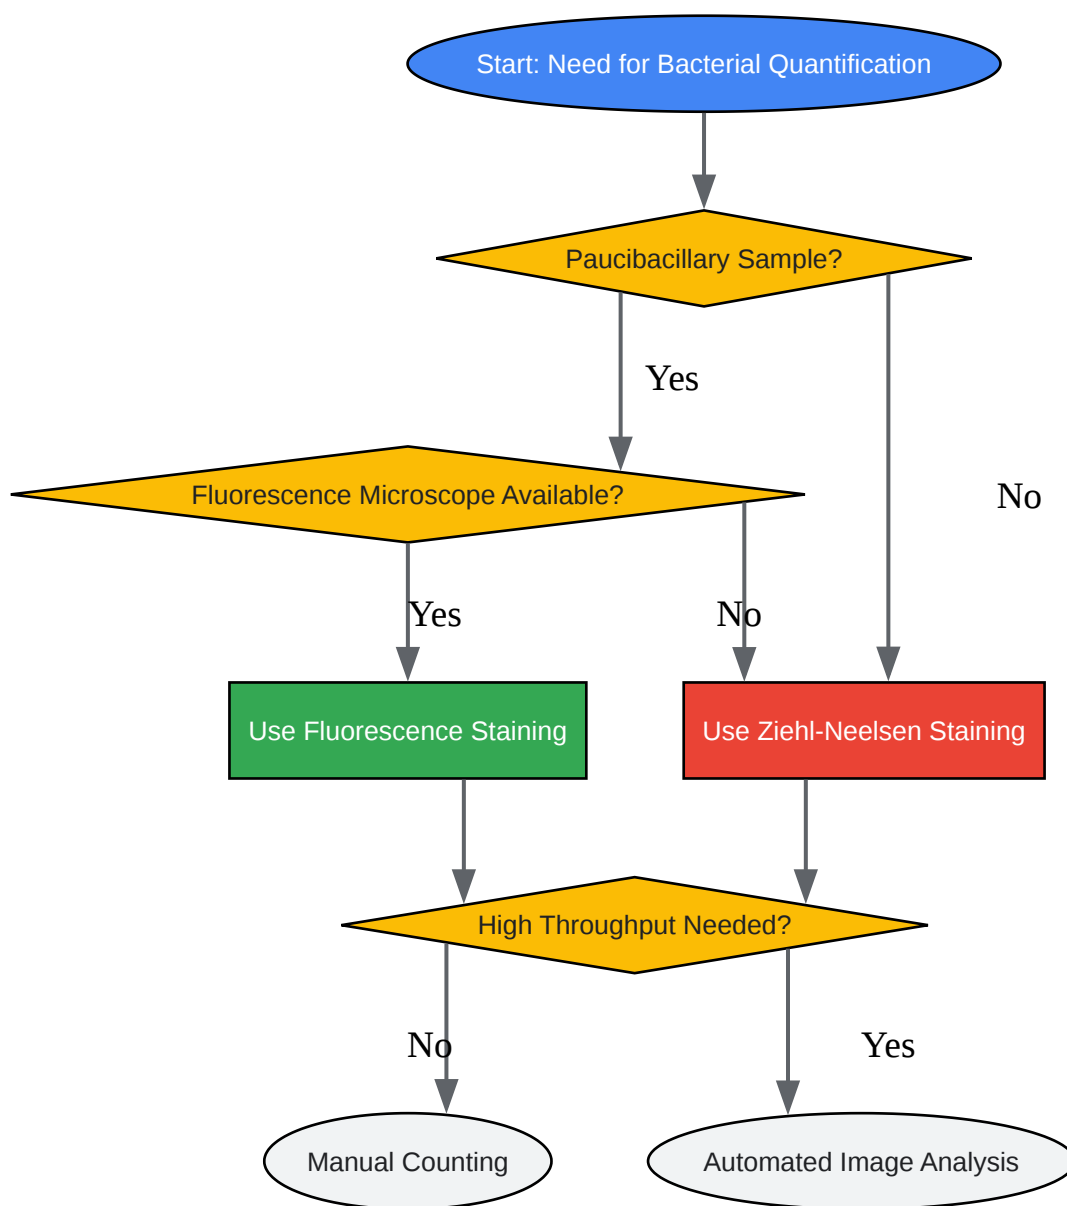 Start: Need for Bacterial Quantification
Paucibacillary Sample?
Yes
Fluorescence Microscope Available?
No
Yes
No
Use Fluorescence Staining
Use Ziehl-Neelsen Staining
High Throughput Needed?
No
Yes
Manual Counting
Automated Image Analysis